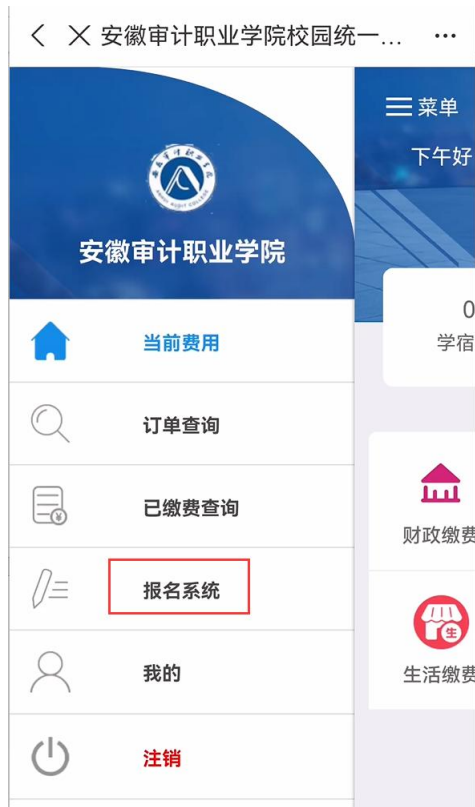 安徽审计职业学院校园统一...
菜单
下午好
安徽审计职业学院
0
学宿
当前费用
订单查询
已缴费查询
财政缴费
报名系统
生
我的
生活缴费
注销